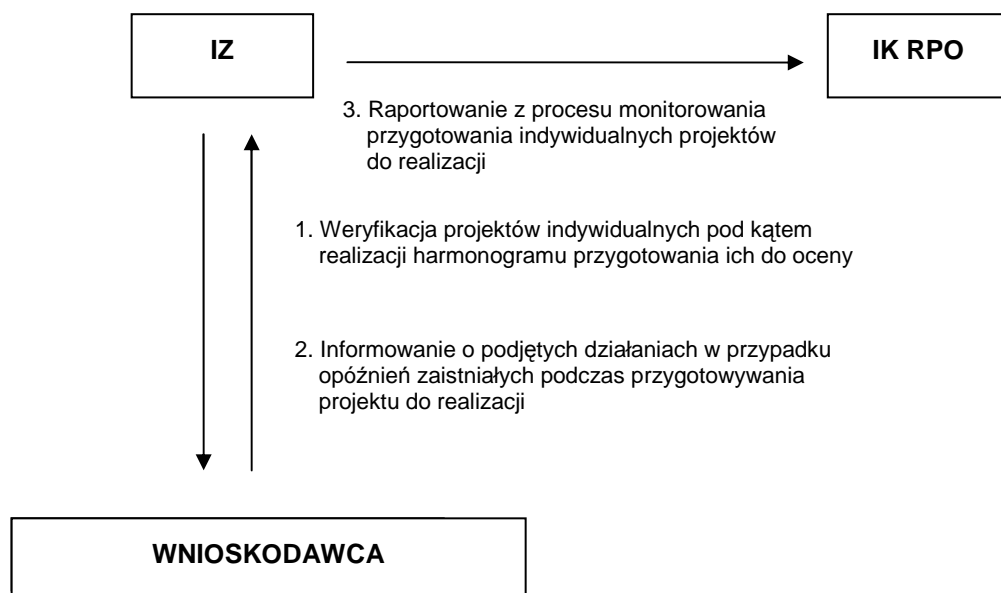 IZ
IK RPO
3. Raportowanie z procesu monitorowania
przygotowania indywidualnych projektów
do realizacji
1. Weryfikacja projektów indywidualnych pod kątem
realizacji harmonogramu przygotowania ich do oceny
2. Informowanie o podjętych działaniach w przypadku
opóźnień zaistniałych podczas przygotowywania
projektu do realizacji
WNIOSKODAWCA